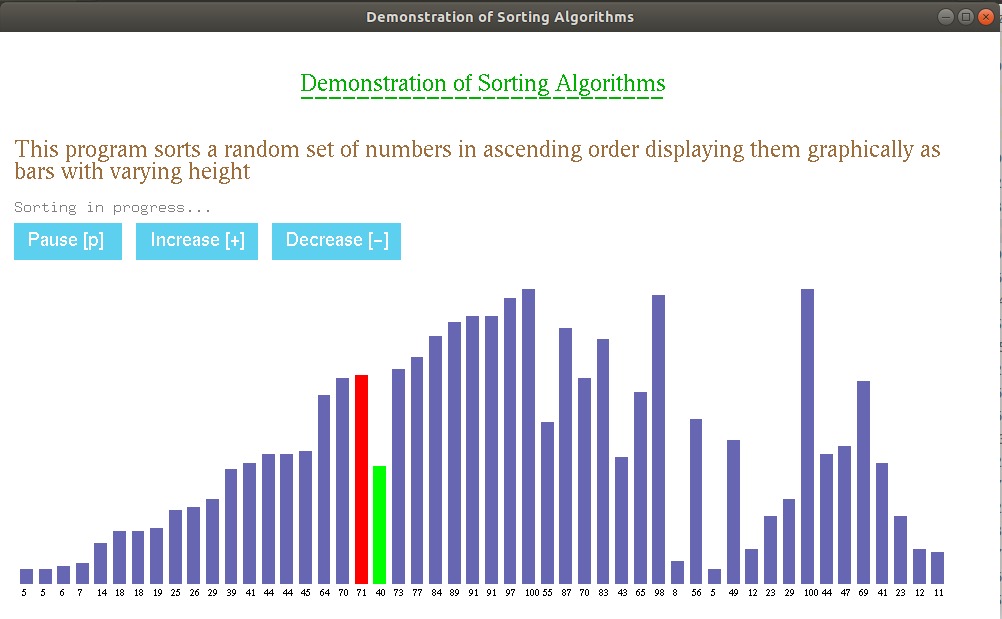 Demonstration of Sorting Algorithms
Demonstration of Sorting Algorithms
This program sorts a random set of numbers in ascending order displaying them graphically as
bars with varying height
Sorting in progress...
Pause [p] Increase [+] Decrease [-]
5 5 6 7 14 18 18 19 25 26 29 39 41 44 44 45 64 70 71 40 73 77 84 89 91 91 97 100 55 87 70 83 43 65 98 8 56 5 49 12 23 29 100 44 47 69 41 23 12 11